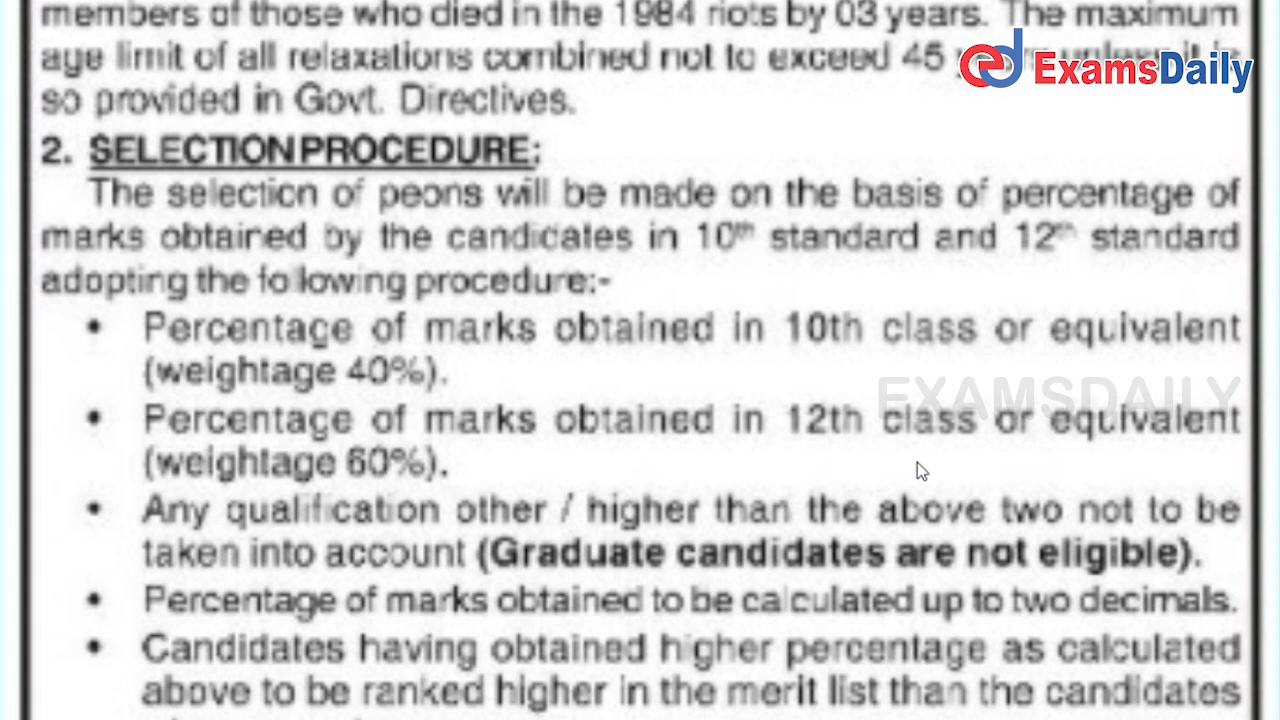 members of those who died in the 1984 riots by 03 years. The maximum
age limit of all relaxations combined not to exceed 45
so provided in Govt. Directives.
ed ExamsDaily
2. SELECTION PROCEDURE:
The selection of peons will be made on the basis of percentage of
marks obtained by the candidates in 10th standard and 12th standard
adopting the following procedure:-
• Percentage of marks obtained in 10th class or equivalent
(weightage 40%).
EXAMSDAILY
• Percentage of marks obtained in 12th class or equivalent
(weightage 60%).
• Any qualification other / higher than the above two not to be
taken into account (Graduate candidates are not eligible).
• Percentage of marks obtained to be calculated up to two decimals.
• Candidates having obtained higher percentage as calculated
above to be ranked higher in the merit list than the candidates